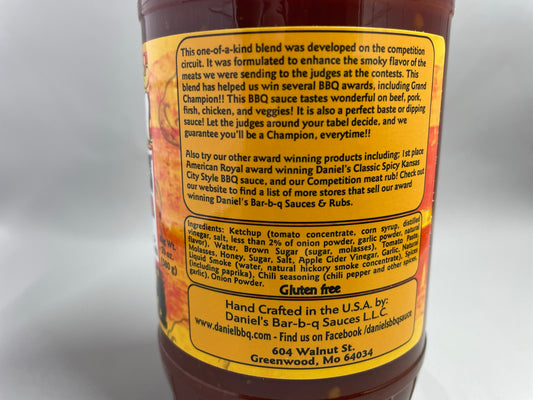 This one-of-a-kind blend was developed on the competition
circuit. It was formulated to enhance the smoky flavor of the
meats we were sending to the judges at the contests. This
blend has helped us win several BBQ awards, including Grand
Champion!! This BBQ sauce tastes wonderful on beef, pork,
fish, chicken, and veggies! It is also a perfect baste or dipping
sauce! Let the judges around your tabel decide, and we
guarantee you'll be a Champion, everytime!!
Also try our other award winning products including; 1st place
American Royal award winning Daniel's Classic Spicy Kansas
City Style BBQ sauce, and our Competition meat rub! Check out
our website to find a list of more stores that sell our award
winning Daniel's Bar-b-q Sauces & Rubs.
Ingredients: Ketchup (tomato concentrate, corn syrup, distilled
vinegar, salt, less than 2% of onion powder, garlic powder, natural
flavor). Water, Brown Sugar (sugar, molasses), Tomato Paste,
Molasses, Honey, Sugar, Salt, Apple Cider Vinegar, Garlic, Natural
Liquid Smoke (water, natural hickory smoke concentrate), Spices
(including paprika), Chili seasoning (chili pepper and other spices,
garlic), Onion Powder.
Gluten free
Hand Crafted in the U.S.A. by:
Daniel's Bar-b-q Sauces L.L.C.
www.danielbbq.com - Find us on Facebook /danielsbbqsauce
604 Walnut St.
Greenwood, Mo 64034
Wt.
oz.
g)